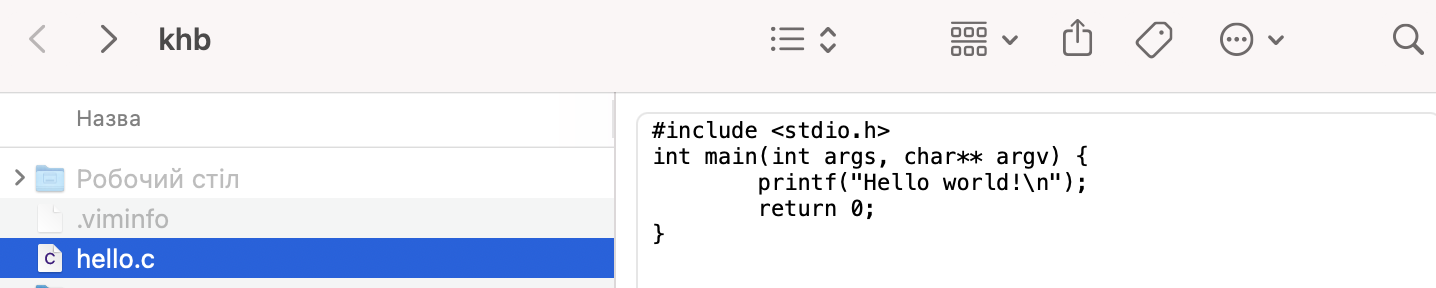 khb
Назва
Робочий стіл
.viminfo
C hello.c
#include <stdio.h>
int main(int args, char** argv) {
        printf("Hello world!\n");
        return 0;
}